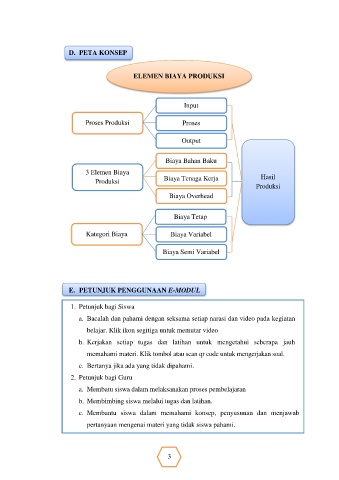 D. PETA KONSEP
ELEMEN BIAYA PRODUKSI
Input
Proses Produksi
Proses
Output
Biaya Bahan Baku
3 Elemen Biaya
Produksi
Biaya Tenaga Kerja
Biaya Overhead
Hasil
Produksi
Biaya Tetap
Kategori Biaya
Biaya Variabel
Biaya Semi Variabel
E. PETUNJUK PENGGUNAAN E-MODUL
1. Petunjuk bagi Siswa
a. Bacalah dan pahami dengan seksama setiap narasi dan video pada kegiatan
belajar. Klik ikon segitiga untuk memutar video
b. Kerjakan setiap tugas dan latihan untuk mengetahui seberapa jauh
memahami materi. Klik tombol atau scan qr code untuk mengerjakan soal.
c. Bertanya jika ada yang tidak dipahami.
2. Petunjuk bagi Guru
a. Membatu siswa dalam melaksanakan proses pembelajaran
b. Membimbing siswa melalui tugas dan latihan.
c. Membantu siswa dalam memahami konsep, penyusunan dan menjawab
pertanyaan mengenai materi yang tidak siswa pahami.
3